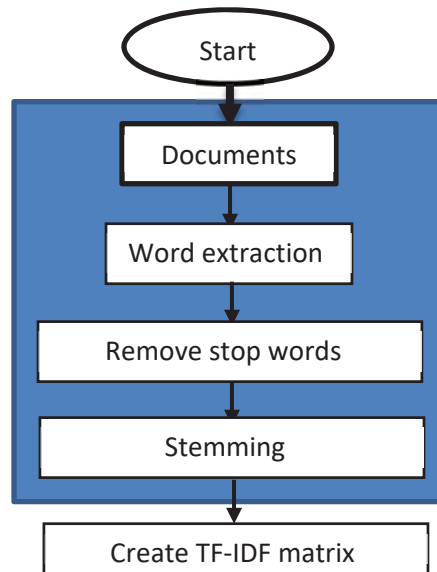 Start
Documents
Word extraction
Remove stop words
Stemming
Create TF-IDF matrix